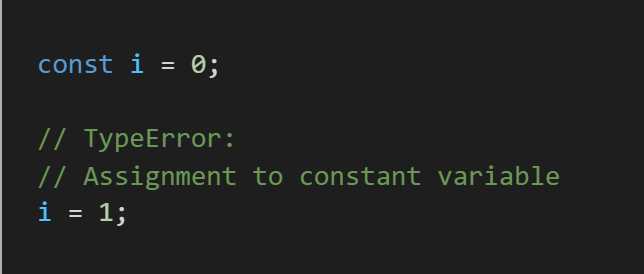 const i = 0;
// TypeError:
// Assignment to constant variable
i = 1;